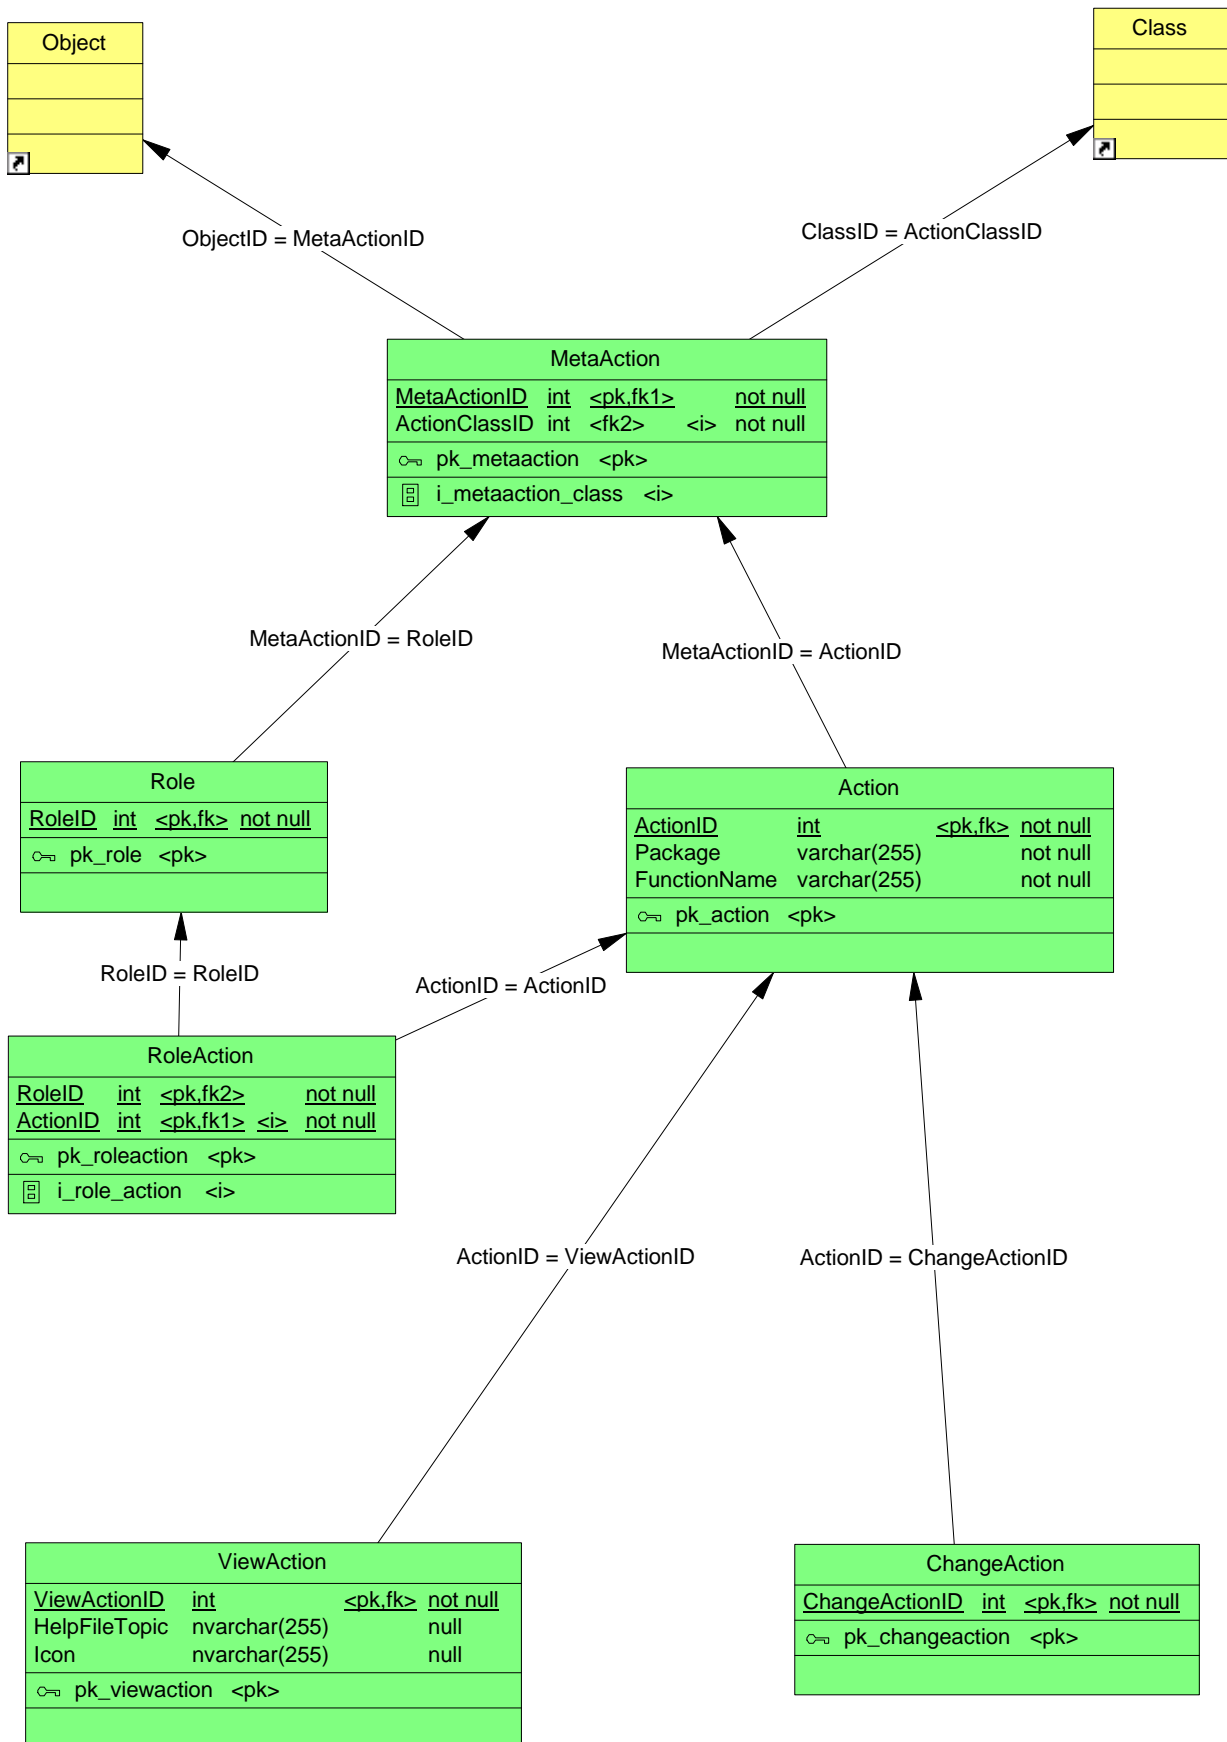 Object
Class
ObjectID = MetaActionID
ClassID = ActionClassID
MetaAction
MetaActionID int <pk,fk1> not null
ActionClassID int <fk2> <i> not null
pk_metaaction <pk>
i_metaaction_class <i>
MetaActionID = RoleID
MetaActionID = ActionID
Role
RoleID int <pk,fk> not null
pk_role <pk>
Action
ActionID int <pk,fk> not null
Package varchar(255) not null
FunctionName varchar(255) not null
pk_action <pk>
RoleID = RoleID
ActionID = ActionID
RoleAction
RoleID int <pk,fk2> not null
ActionID int <pk,fk1> <i> not null
pk_roleaction <pk>
i_role_action <i>
ActionID = ViewActionID
ActionID = ChangeActionID
ViewAction
ViewActionID int <pk,fk> not null
HelpFileTopic nvarchar(255) null
Icon nvarchar(255) null
pk_viewaction <pk>
ChangeAction
ChangeActionID int <pk,fk> not null
pk_changeaction <pk>